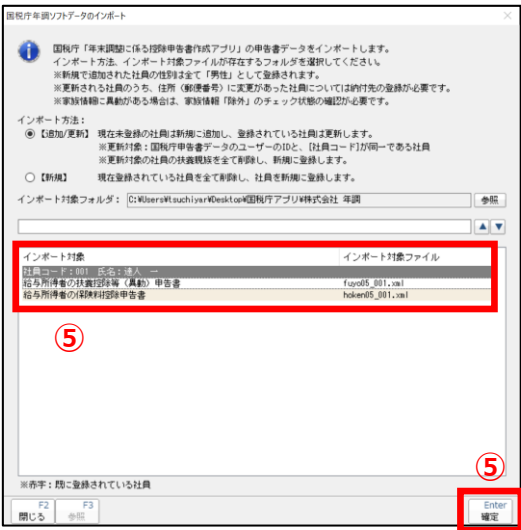 国税庁年調ソフトデータのインポート
国税庁「年末調整に係る控除申告書作成アプリ」の申告書データをインポートします。
インポート方法、インポート対象ファイルが存在するフォルダを選択してください。
※新規で追加された社員の性別は全て「男性」として登録されます。
※更新される社員のうち、住所（郵便番号）に変更があった社員については納付先の登録が必要です。
※家族情報に異動がある場合は、家族情報「除外」のチェック状態の確認が必要です。
インポート方法：
【追加/更新】 現在未登録の社員は新規に追加し、登録されている社員は更新します。
※更新対象：国税庁申告書データのユーザーのIDと、[社員コード]が同一である社員
※更新対象の社員の扶養親族を全て削除し、新規に登録します。
【新規】 現在登録されている社員を全て削除し、社員を新規に登録します。
インポート対象フォルダ： C:¥Users¥tsuchiyar¥Desktop¥国税庁アプリ¥株式会社 年調 参照
▲ ▼
インポート対象 インポート対象ファイル
社員コード：001 氏名：達人 一
給与所得者の扶養控除等（異動）申告書 fuyo05_001.xml
給与所得者の保険料控除申告書 hoken05_001.xml
⑤
⑤
※赤字：既に登録されている社員
F2 F3 Enter
閉じる 参照 確定